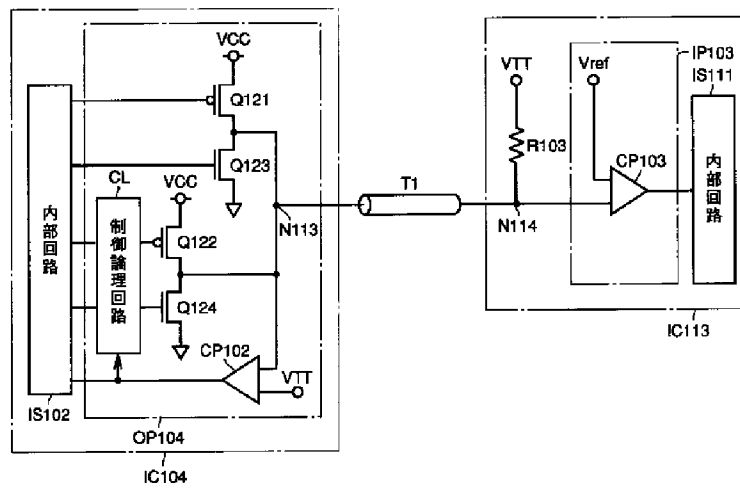 VCC
Q121
Q123
CL
VCC
内部回路
制御論理回路
Q122
Q124
CP102
VTT
IS102
OP104
IC104
N113
T1
VTT
R103
N114
Vref
CP103
IP103
IS111
内部回路
IC113